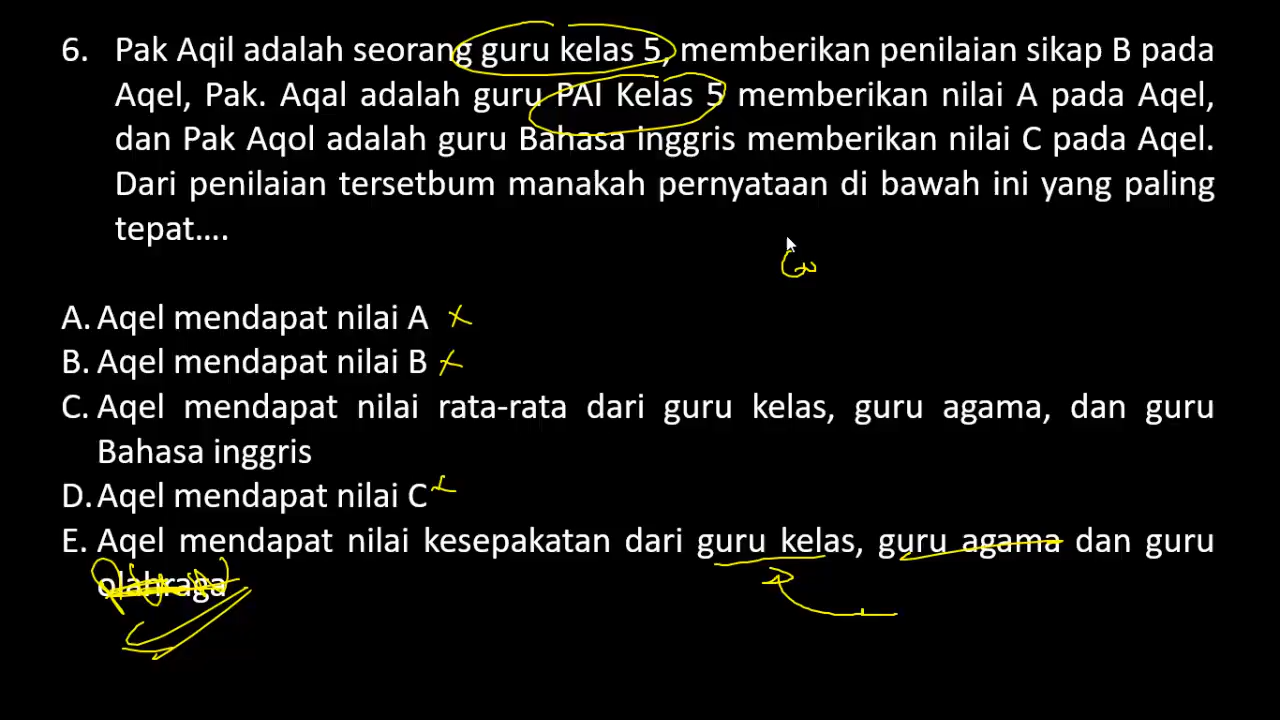 6. Pak Aqil adalah seorang guru kelas 5, memberikan penilaian sikap B pada
Aqel, Pak. Aqal adalah guru PAI Kelas 5 memberikan nilai A pada Aqel,
dan Pak Aqol adalah guru Bahasa inggris memberikan nilai C pada Aqel.
Dari penilaian tersetbum manakah pernyataan di bawah ini yang paling
tepat....
A. Aqel mendapat nilai A
B. Aqel mendapat nilai B
C. Aqel mendapat nilai rata-rata dari guru kelas, guru agama, dan guru
Bahasa inggris
D. Aqel mendapat nilai C
E. Aqel mendapat nilai kesepakatan dari guru kelas, guru agama dan guru
olahraga